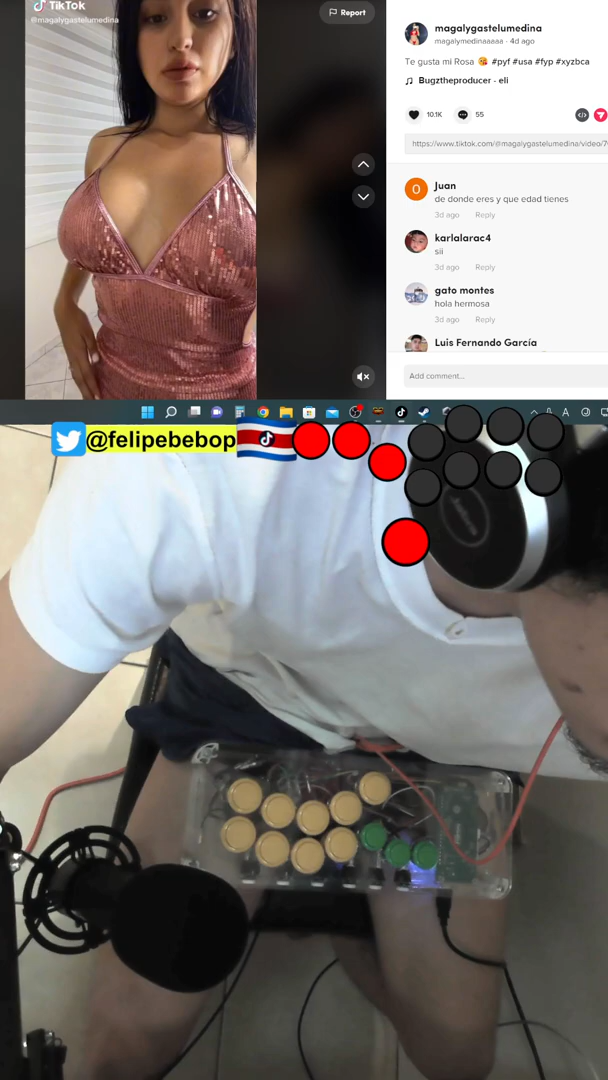 TikTok
@magalygastelumedina
Report
magalygastelumedina
magalymedinaaaaa · 4d ago
Te gusta mi Rosa 😘 #pyf #usa #fyp #xyzbca
♫ Bugztheproducer - eli
10.1K
55
https://www.tiktok.com/@magalygastelumedina/video/7
O
Juan
de donde eres y que edad tienes
3d ago Reply
karlalarac4
sii
3d ago Reply
gato montes
hola hermosa
3d ago Reply
Luis Fernando García
Add comment...
A
@felipebebop